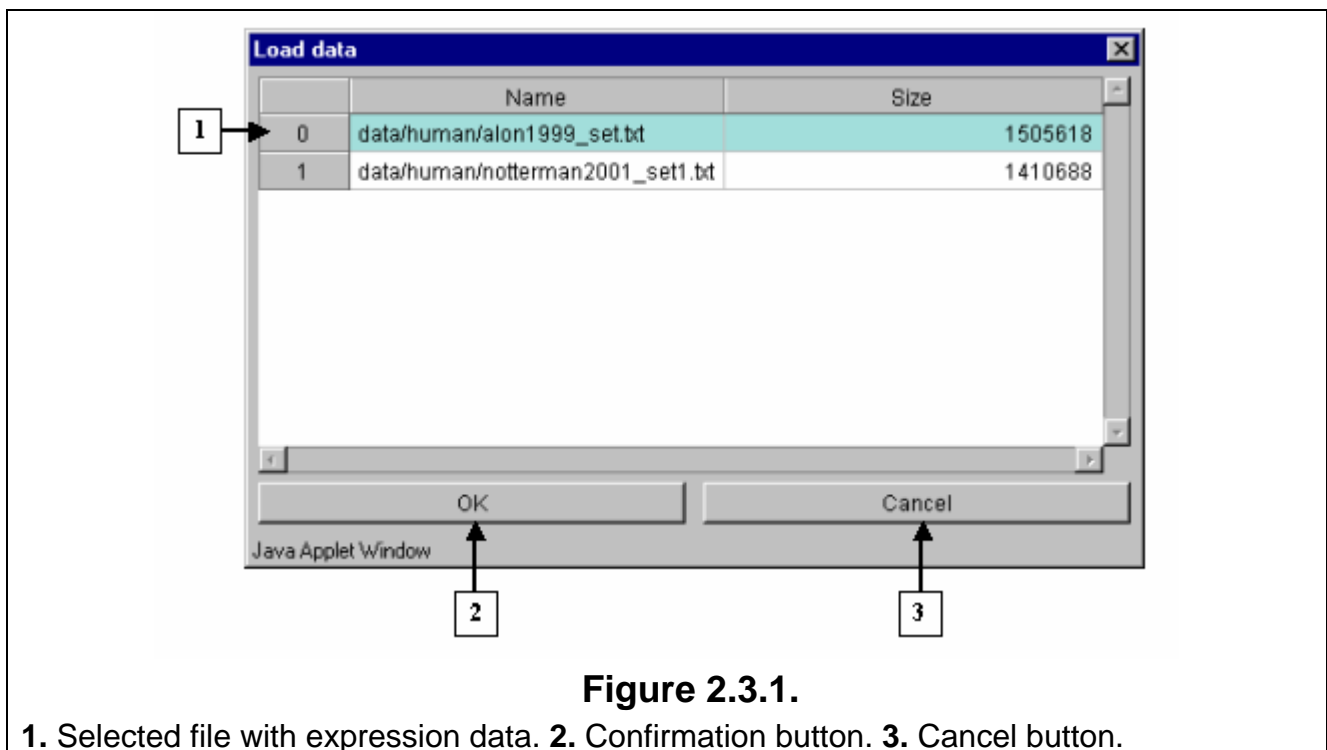 Load data
Name Size
1
0 data/human/alon1999_set.txt 1505618
1 data/human/notterman2001_set1.txt 1410688
OK Cancel
Java Applet Window
2 3
Figure 2.3.1.
1. Selected file with expression data. 2. Confirmation button. 3. Cancel button.